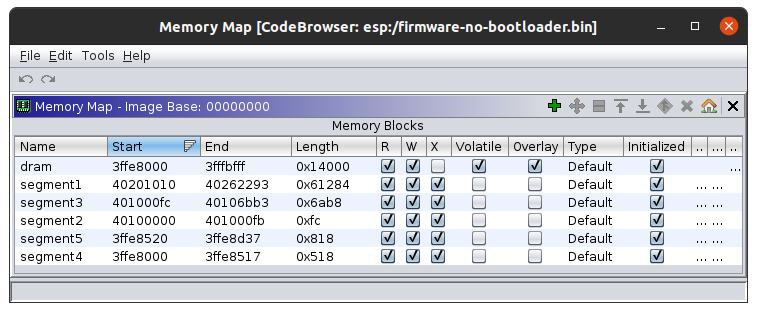 Memory Map [CodeBrowser: esp:/firmware-no-bootloader.bin]
File Edit Tools Help
Memory Map - Image Base: 00000000
Memory Blocks
Name Start End Length R W X Volatile Overlay Type Initialized .. ... ..
dram 3ffe8000 3fffbfff 0x14000 Default ...
segment1 40201010 40262293 0x61284 Default ... ...
segment3 401000fc 40106bb3 0x6ab8 Default ... ...
segment2 40100000 401000fb 0xfc Default ... ...
segment5 3ffe8520 3ffe8d37 0x818 Default ... ...
segment4 3ffe8000 3ffe8517 0x518 Default ... ...